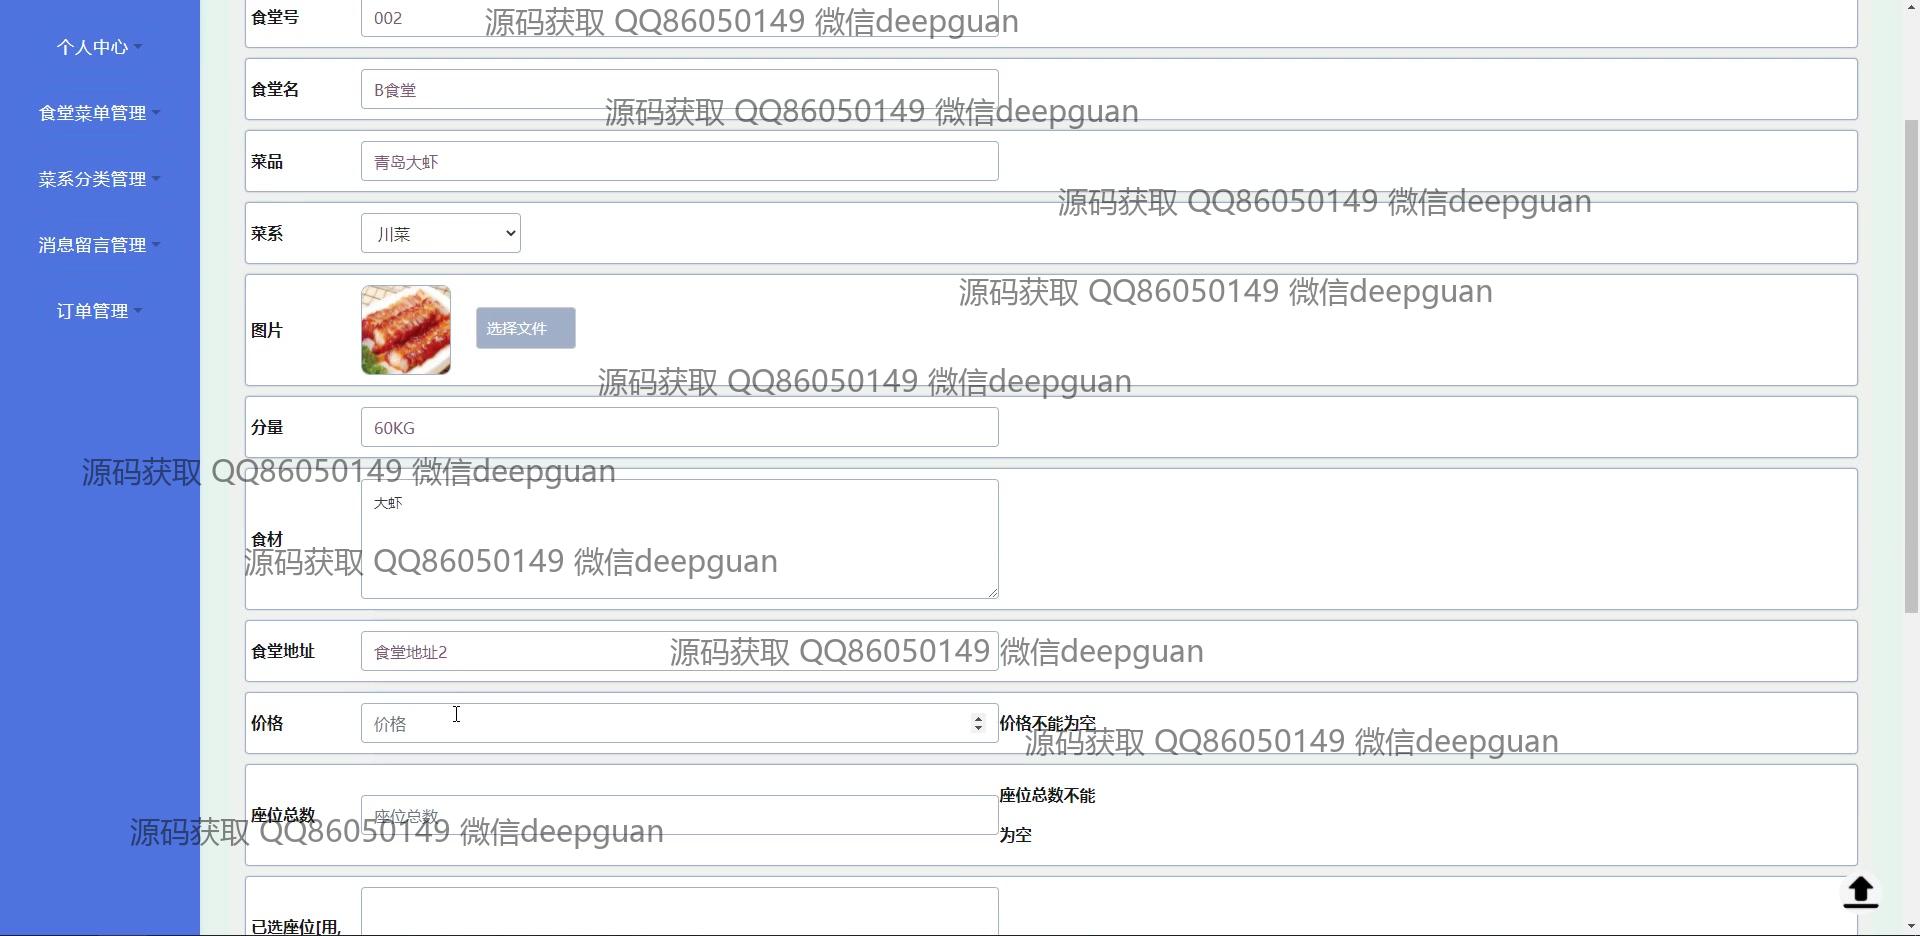 个人中心
食堂菜单管理
菜系分类管理
消息留言管理
订单管理
食堂号
002
源码获取 QQ86050149 微信deepguan
食堂名
B食堂
源码获取 QQ86050149 微信deepguan
菜品
青岛大虾
源码获取 QQ86050149 微信deepguan
菜系
川菜
源码获取 QQ86050149 微信deepguan
图片
选择文件
源码获取 QQ86050149 微信deepguan
分量
60KG
源码获取 QQ86050149 微信deepguan
食材
大虾
源码获取 QQ86050149 微信deepguan
食堂地址
食堂地址2
源码获取 QQ86050149 微信deepguan
价格
价格
价格不能为空
源码获取 QQ86050149 微信deepguan
座位总数
座位总数
座位总数不能
为空
源码获取 QQ86050149 微信deepguan
已选座位[用,